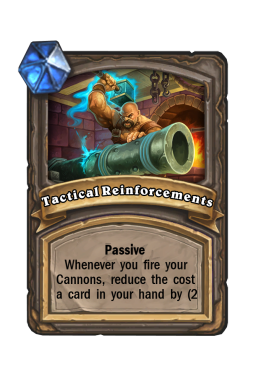 Tactical Reinforcements
Passive
Whenever you fire your
Cannons, reduce the cost
a card in your hand by (2